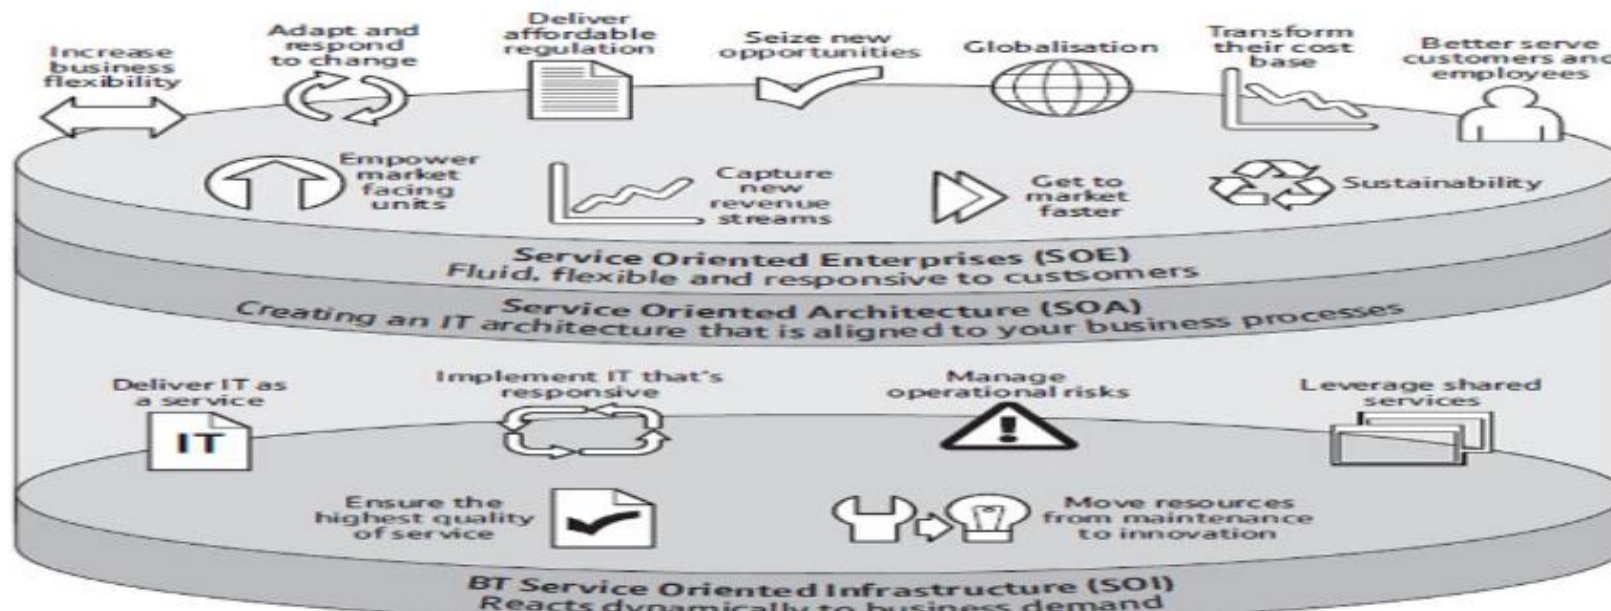 Increase
business
flexibility
Adapt and
respond
to change
Deliver
affordable
regulation
Seize new
opportunities
Globalisation
Transform
their cost
base
Better serve
customers and
employees
Empower
market
facing
units
Capture
new
revenue
streams
Get to
market
faster
Sustainability
Service Oriented Enterprises (SOE)
Fluid, flexible and responsive to custsomers
Service Oriented Architecture (SOA)
Creating an IT architecture that is aligned to your business processes
Deliver IT as
a service
IT
Implement IT that's
responsive
Manage
operational risks
!
Leverage shared
services
Ensure the
highest quality
of service
Move resources
from maintenance
to innovation
BT Service Oriented Infrastructure (SOI)
Reacts dynamically to business demand